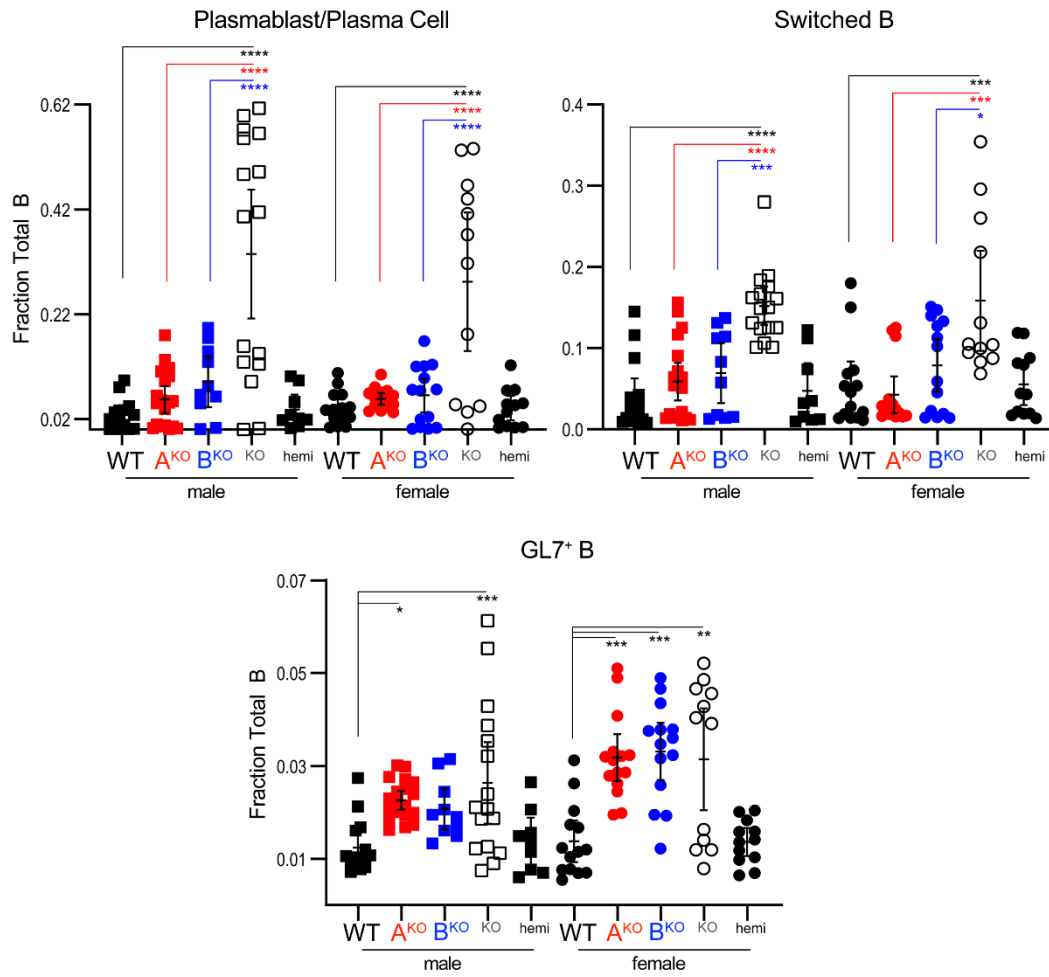 Plasmablast/Plasma Cell
****
****
****
****
****
****
0.62
0.42
0.22
0.02
Fraction Total B
WT A^KO B^KO KO hemi WT A^KO B^KO KO hemi
male female
Switched B
****
****
***
***
***
*
0.4
0.3
0.2
0.1
0.0
WT A^KO B^KO KO hemi WT A^KO B^KO KO hemi
male female
GL7⁺ B
* *** *** *** **
0.07
0.05
0.03
0.01
Fraction Total B
WT A^KO B^KO KO hemi WT A^KO B^KO KO hemi
male female